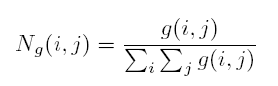 N_g(i, j) = \frac{g(i, j)}{\sum_i \sum_j g(i, j)}